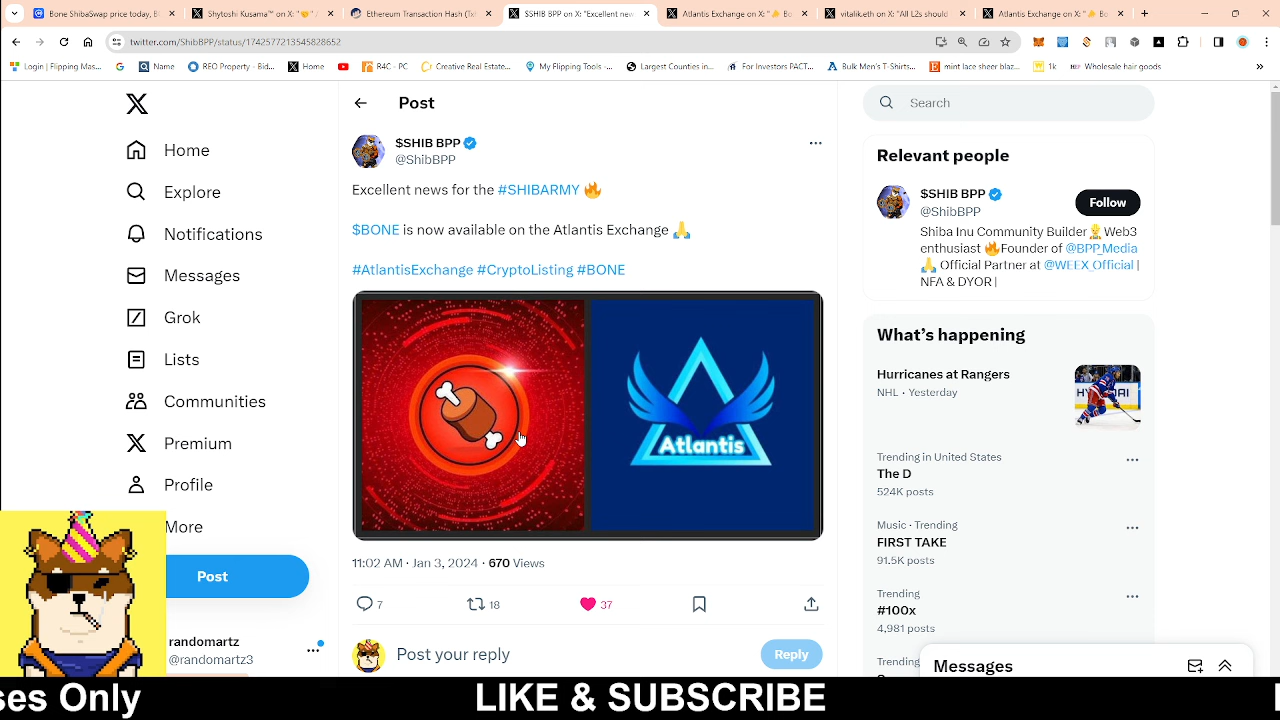 Bone ShibaSwap price today, B
Shytoshi Kusama™ on X: "
Ethereum Transaction Hash (Tx
$SHIB BPP on X: "Excellent new
Atlantis Exchange on X: " Bo
vitalik.eth on X: "All L2s should
Atlantis Exchange on X: " Bo
twitter.com/ShibBPP/status/1742577213545828652
Login | Flipping Mas...
Name
REO Property - Bid...
Home
R4C - PC
Creative Real Estate...
My Flipping Tools -...
Largest Counties in...
For Investors PACT...
Bulk Men's T-Shirts...
mint lace sheer blaz...
1k
Wholesale hair goods
Home
Explore
Notifications
Messages
Grok
Lists
Communities
Premium
Profile
More
Post
randomartz
@randomartz3
Post
$SHIB BPP
@ShibBPP
Excellent news for the #SHIBARMY 🔥
$BONE is now available on the Atlantis Exchange 🙏
#AtlantisExchange #CryptoListing #BONE
Atlantis
11:02 AM · Jan 3, 2024 · 670 Views
7 18 37
Post your reply
Reply
Search
Relevant people
$SHIB BPP
@ShibBPP
Follow
Shiba Inu Community Builder Web3
enthusiast 🔥Founder of @BPP_Media
🙏 Official Partner at @WEEX_Official |
NFA & DYOR |
What's happening
Hurricanes at Rangers
NHL · Yesterday
Trending in United States
The D
524K posts
Music · Trending
FIRST TAKE
91.5K posts
Trending
#100x
4,981 posts
Trending
Messages
ses Only
LIKE & SUBSCRIBE